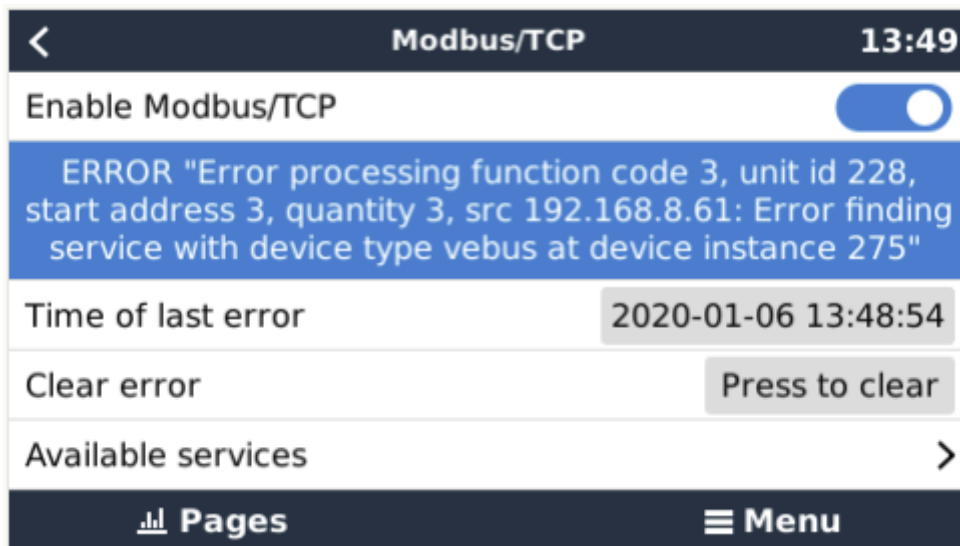 Modbus/TCP 13:49
Enable Modbus/TCP
ERROR "Error processing function code 3, unit id 228,
start address 3, quantity 3, src 192.168.8.61: Error finding
service with device type vebus at device instance 275"
Time of last error 2020-01-06 13:48:54
Clear error Press to clear
Available services
Pages Menu